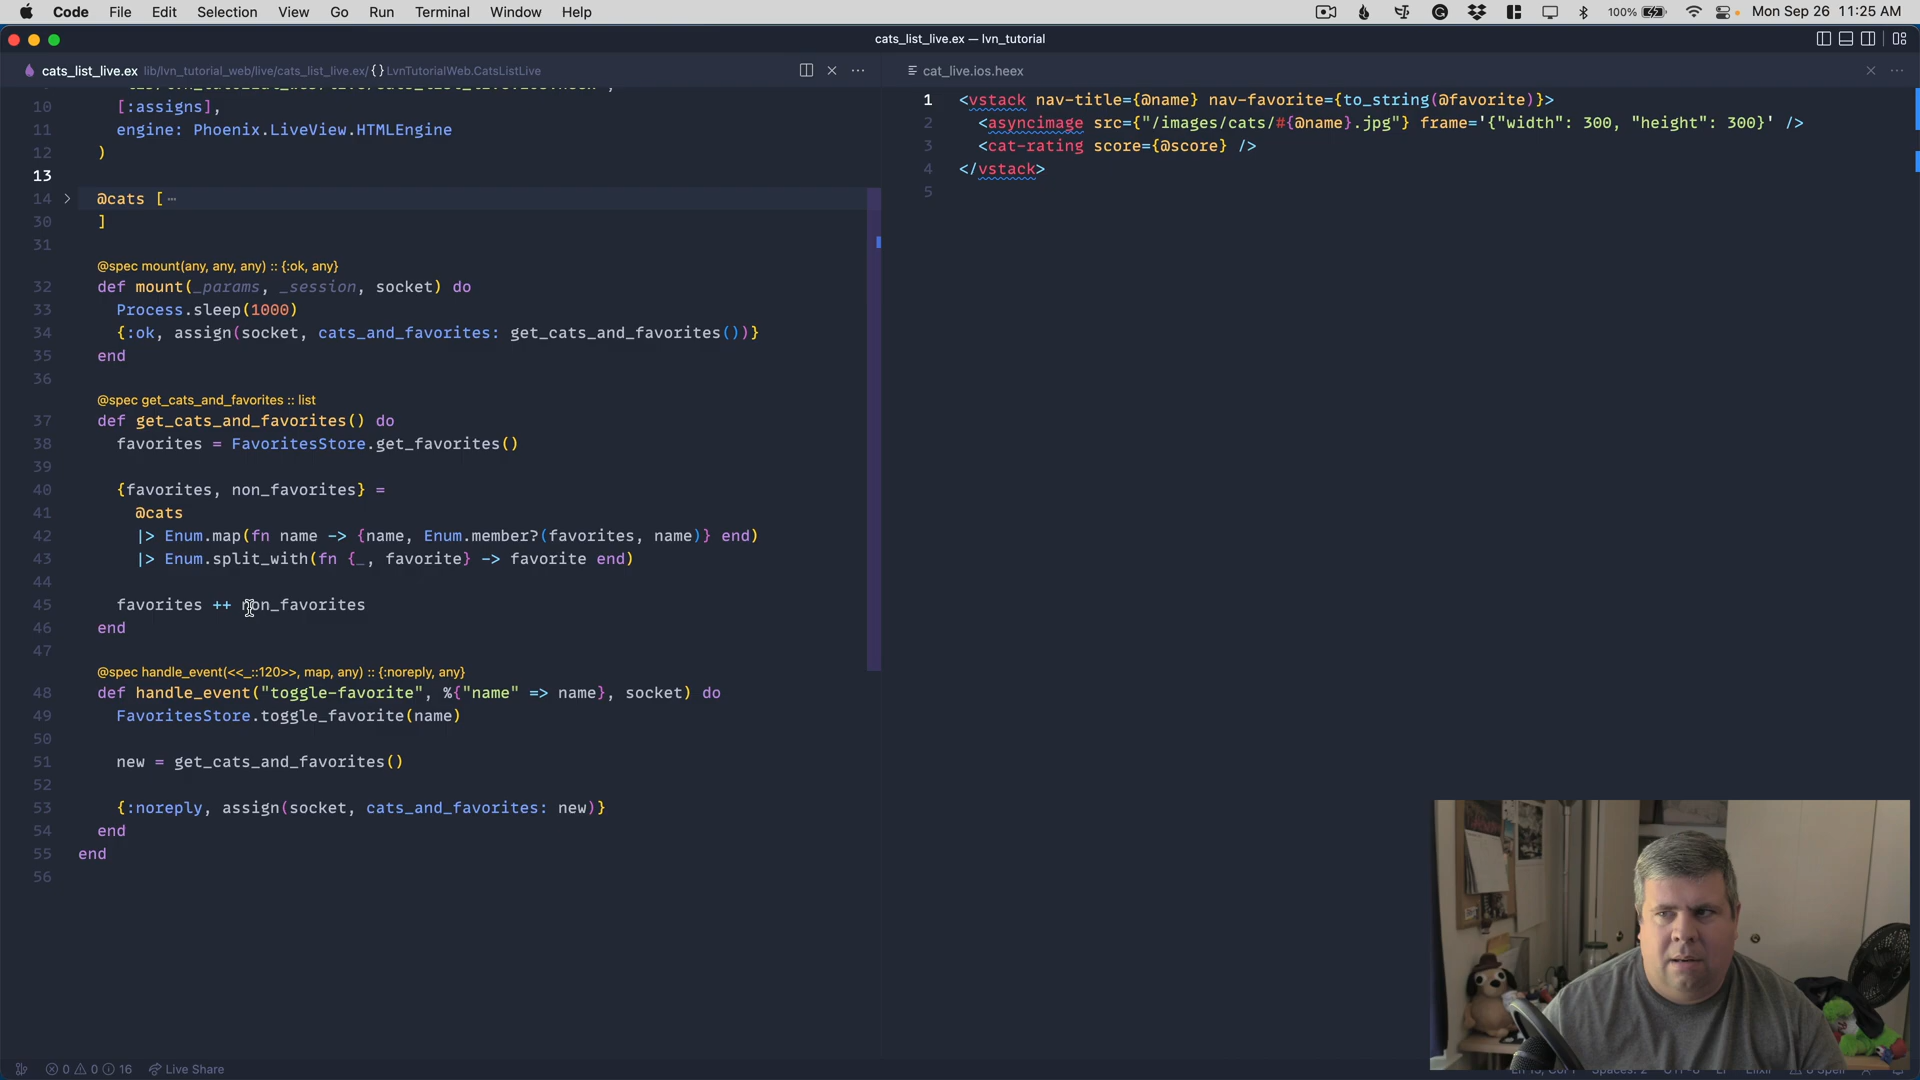 Code File Edit Selection View Go Run Terminal Window Help 100% Mon Sep 26 11:25 AM
cats_list_live.ex — lvn_tutorial
cats_list_live.ex lib/lvn_tutorial_web/live/cats_list_live.ex/ {} LvnTutorialWeb.CatsListLive
10 [:assigns],
11 engine: Phoenix.LiveView.HTMLEngine
12 )
13
14 @cats [ ⋯
30 ]
31
@spec mount(any, any, any) :: {:ok, any}
32 def mount(_params, _session, socket) do
33 Process.sleep(1000)
34 {:ok, assign(socket, cats_and_favorites: get_cats_and_favorites())}
35 end
36
@spec get_cats_and_favorites :: list
37 def get_cats_and_favorites() do
38 favorites = FavoritesStore.get_favorites()
39
40 {favorites, non_favorites} =
41 @cats
42 |> Enum.map(fn name -> {name, Enum.member?(favorites, name)} end)
43 |> Enum.split_with(fn {_, favorite} -> favorite end)
44
45 favorites ++ non_favorites
46 end
47
@spec handle_event(<<_::120>>, map, any) :: {:noreply, any}
48 def handle_event("toggle-favorite", %{"name" => name}, socket) do
49 FavoritesStore.toggle_favorite(name)
50
51 new = get_cats_and_favorites()
52
53 {:noreply, assign(socket, cats_and_favorites: new)}
54 end
55 end
56
cat_live.ios.heex
1 <vstack nav-title={@name} nav-favorite={to_string(@favorite)}>
2 <asyncimage src={"/images/cats/#{@name}.jpg"} frame='{"width": 300, "height": 300}' />
3 <cat-rating score={@score} />
4 </vstack>
5
0 0 16 Live Share